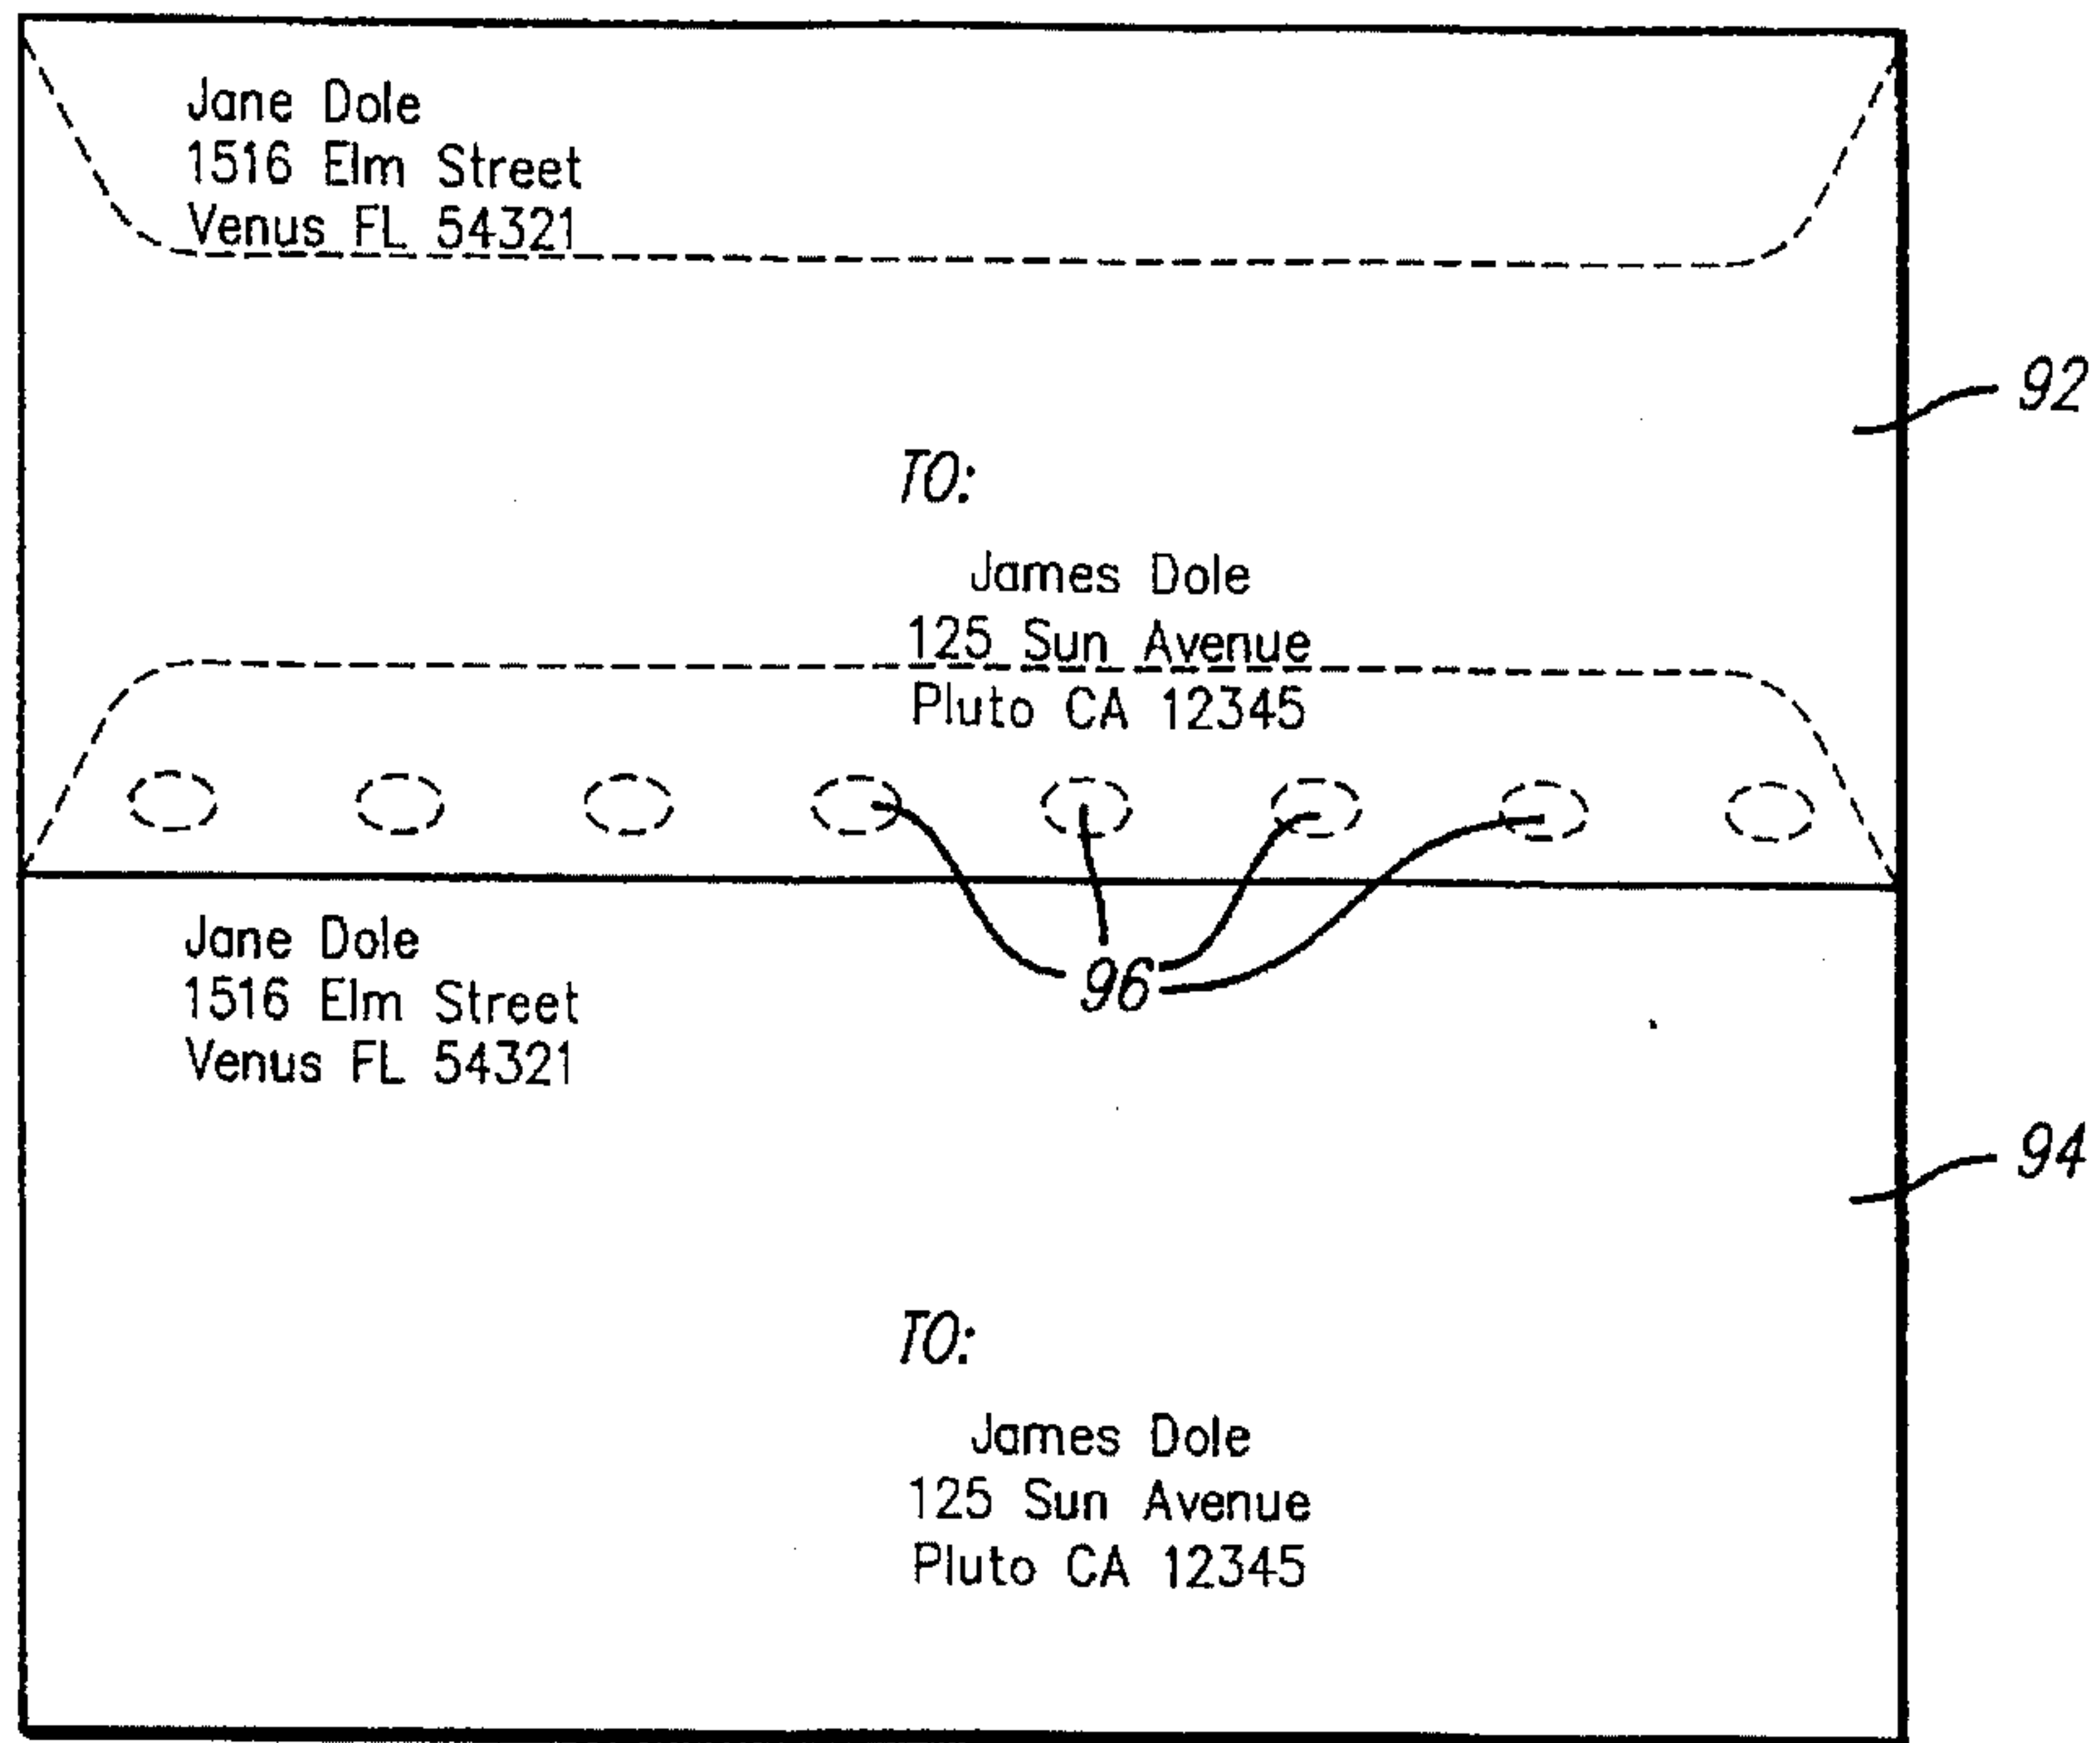 Jane Dole
1516 Elm Street
Venus FL 54321
92
TO:
James Dole
125 Sun Avenue
Pluto CA 12345
Jane Dole
1516 Elm Street
Venus FL 54321
96
94
TO:
James Dole
125 Sun Avenue
Pluto CA 12345